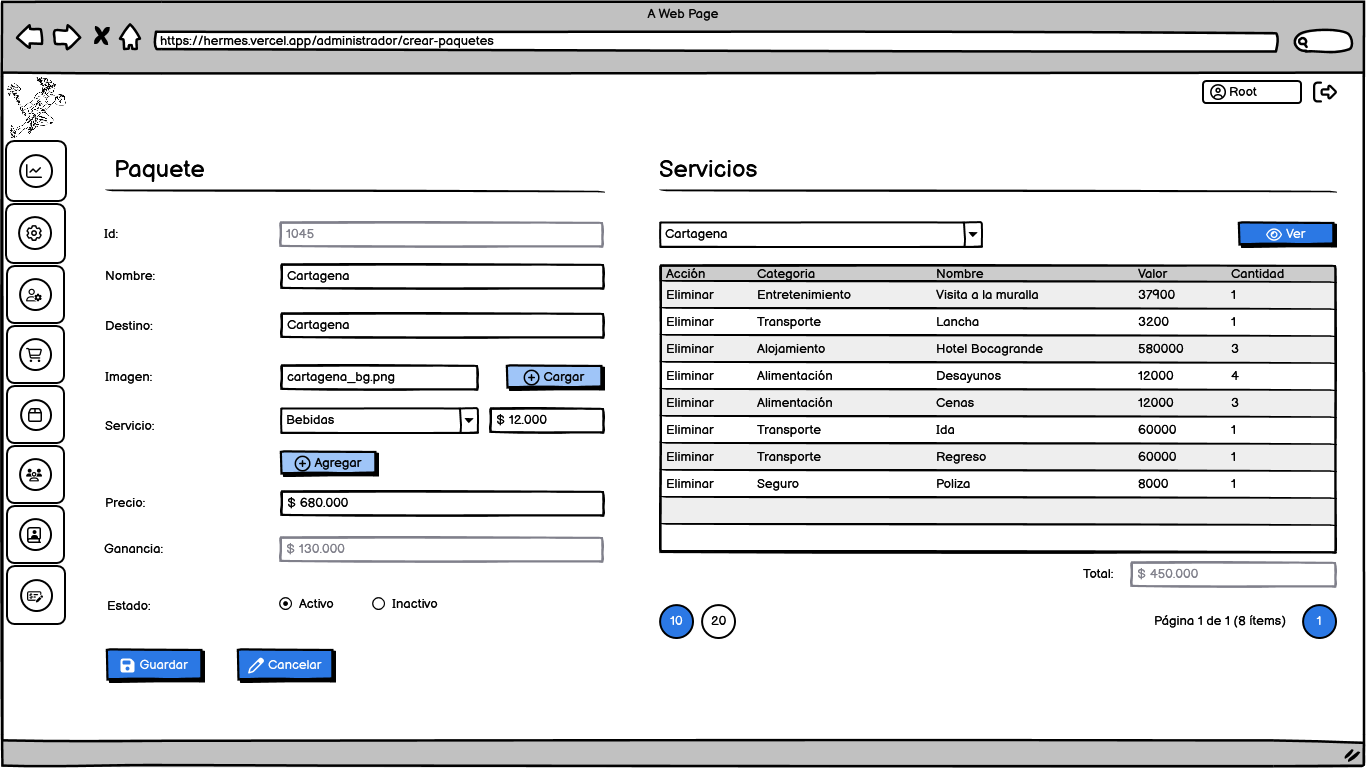 A Web Page
https://hermes.vercel.app/administrador/crear-paquetes
Root
Paquete
Id: 1045
Nombre: Cartagena
Destino: Cartagena
Imagen: cartagena_bg.png Cargar
Servicio: Bebidas $ 12.000
Agregar
Precio: $ 680.000
Ganancia: $ 130.000
Estado: Activo Inactivo
Guardar Cancelar
Servicios
Cartagena Ver
Acción Categoria Nombre Valor Cantidad
Eliminar Entretenimiento Visita a la muralla 37900 1
Eliminar Transporte Lancha 3200 1
Eliminar Alojamiento Hotel Bocagrande 580000 3
Eliminar Alimentación Desayunos 12000 4
Eliminar Alimentación Cenas 12000 3
Eliminar Transporte Ida 60000 1
Eliminar Transporte Regreso 60000 1
Eliminar Seguro Poliza 8000 1
Total: $ 450.000
10 20 Página 1 de 1 (8 ítems) 1